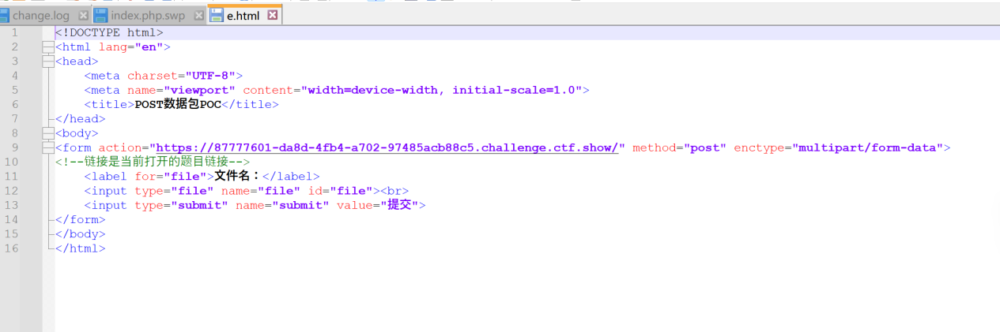 change.log index.php.swp e.html
1 <!DOCTYPE html>
2 <html lang="en">
3 <head>
4 <meta charset="UTF-8">
5 <meta name="viewport" content="width=device-width, initial-scale=1.0">
6 <title>POST数据包POC</title>
7 </head>
8 <body>
9 <form action="https://87777601-da8d-4fb4-a702-97485acb88c5.challenge.ctf.show/" method="post" enctype="multipart/form-data">
10 <!--链接是当前打开的题目链接-->
11 <label for="file">文件名：</label>
12 <input type="file" name="file" id="file"><br>
13 <input type="submit" name="submit" value="提交">
14 </form>
15 </body>
16 </html>